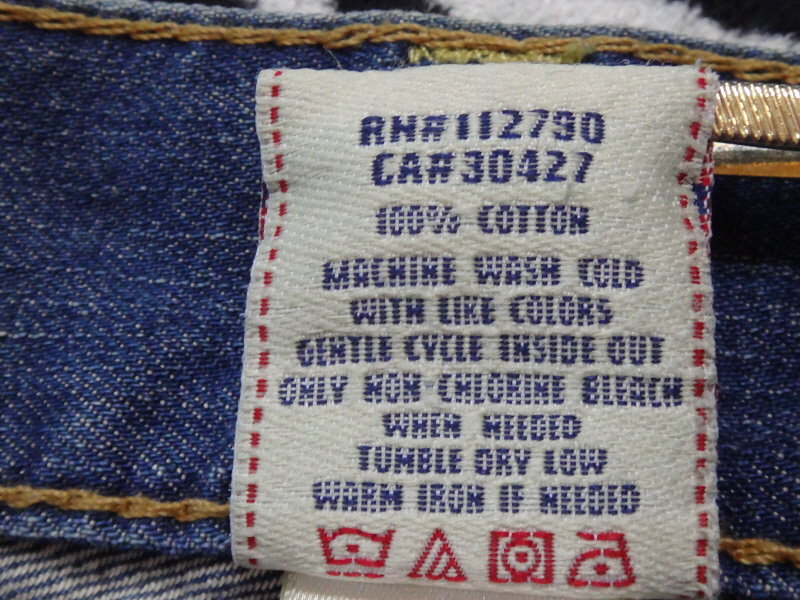 RN#112790
CA#30427
100% COTTON
MACHINE WASH COLD
WITH LIKE COLORS
GENTLE CYCLE INSIDE OUT
ONLY NON-CHLORINE BLEACH
WHEN NEEDED
TUMBLE DRY LOW
WARM IRON IF NEEDED